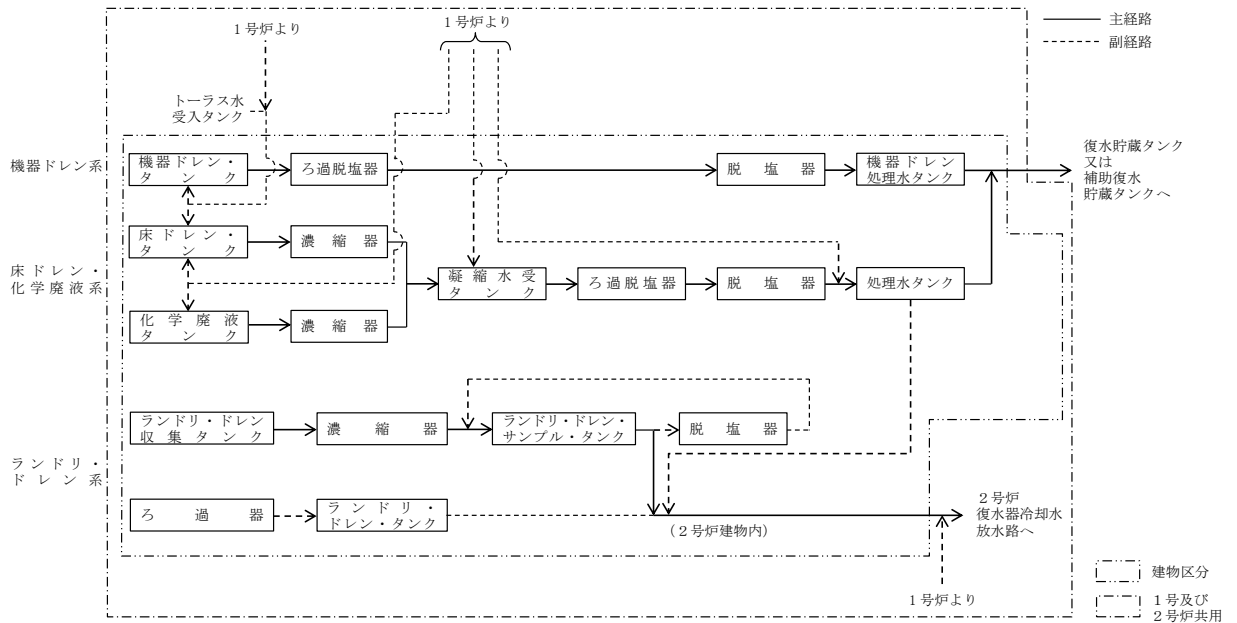 1号炉より
1号炉より
主経路
副経路
トーラス水
受入タンク
機器ドレン系
機器ドレン・
タンク
ろ過脱塩器
脱塩器
機器ドレン
処理水タンク
復水貯蔵タンク
又は
補助復水
貯蔵タンクへ
床ドレン・
タンク
濃縮器
床ドレン・
化学廃液系
凝縮水受
タンク
ろ過脱塩器
脱塩器
処理水タンク
化学廃液
タンク
濃縮器
ランドリ・ドレン
収集タンク
濃縮器
ランドリ・ドレン・
サンプル・タンク
脱塩器
ランドリ・
ドレン系
ろ過器
ランドリ・
ドレン・タンク
(2号炉建物内)
2号炉
復水器冷却水
放水路へ
1号炉より
建物区分
1号及び
2号炉共用